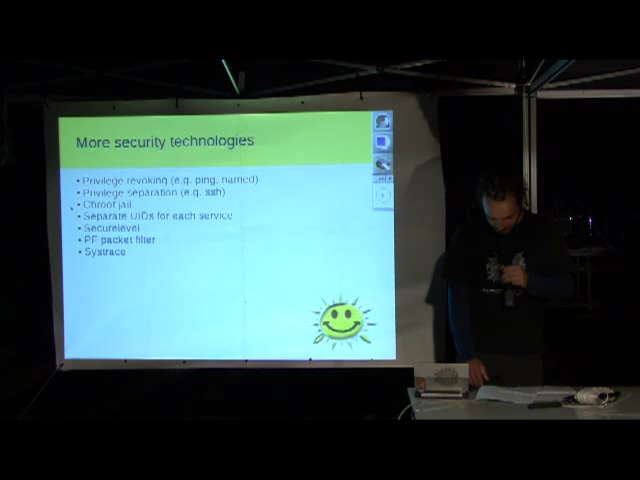 More security technologies
• Privilege revoking (e.g. ping, named)
• Privilege separation (e.g. ssh)
• Chroot jail
• Separate UIDs for each service
• Securelevel
• PF packet filter
• Systrace